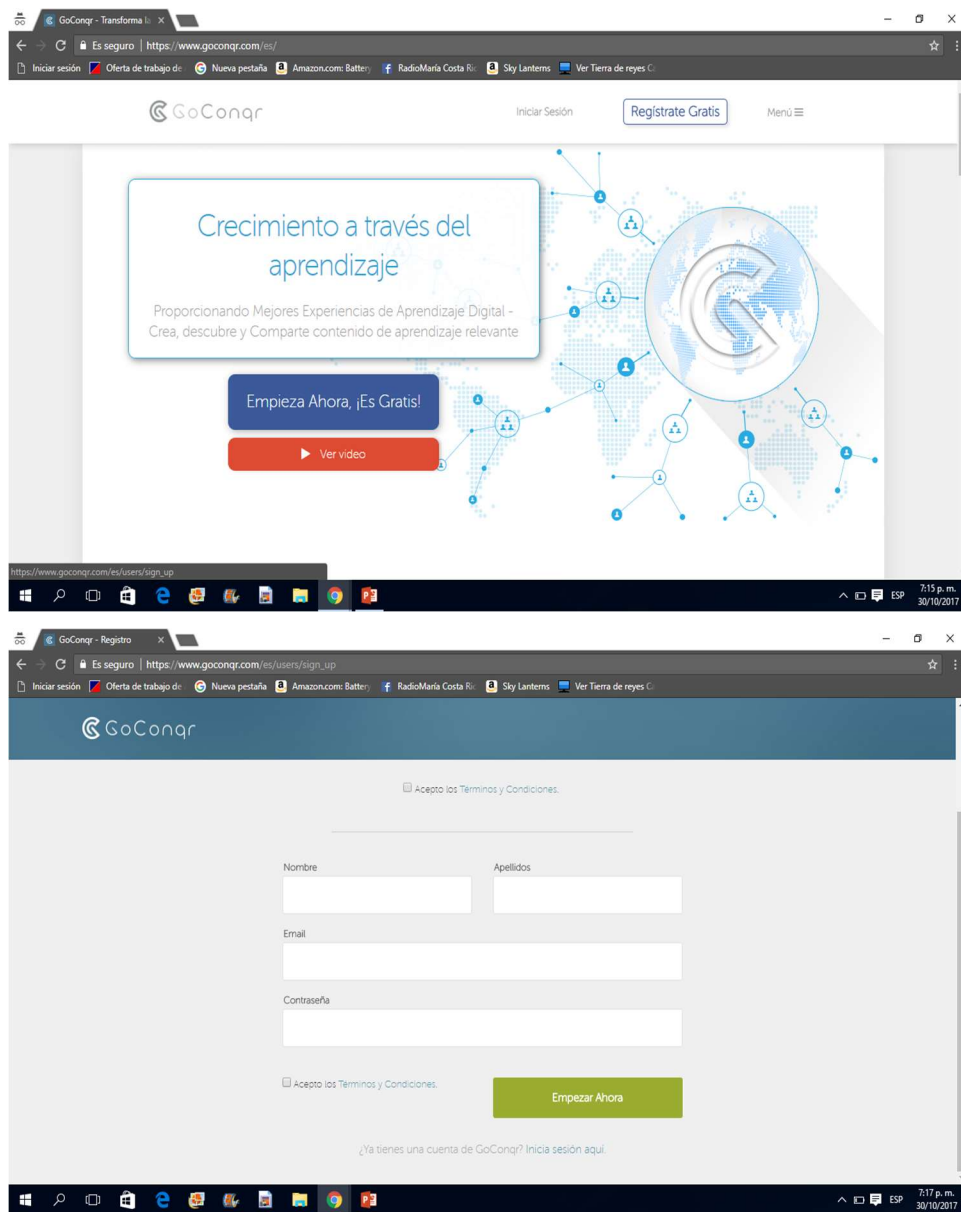 GoConqr - Transforma la
Es seguro | https://www.goconqr.com/es/
Iniciar sesión Oferta de trabajo de Nueva pestaña Amazon.com: Battery RadioMaría Costa Ric Sky Lanterns Ver Tierra de reyes C
GoConqr Iniciar Sesión Regístrate Gratis Menú
Crecimiento a través del
aprendizaje
Proporcionando Mejores Experiencias de Aprendizaje Digital -
Crea, descubre y Comparte contenido de aprendizaje relevante
Empieza Ahora, ¡Es Gratis!
Ver video
https://www.goconqr.com/es/users/sign_up
ESP 7:15 p. m.
30/10/2017
GoConqr - Registro
Es seguro | https://www.goconqr.com/es/users/sign_up
Iniciar sesión Oferta de trabajo de Nueva pestaña Amazon.com: Battery RadioMaría Costa Ric Sky Lanterns Ver Tierra de reyes C
GoConqr
Acepto los Términos y Condiciones.
Nombre Apellidos
Email
Contraseña
Acepto los Términos y Condiciones. Empezar Ahora
¿Ya tienes una cuenta de GoConqr? Inicia sesión aquí.
ESP 7:17 p. m.
30/10/2017